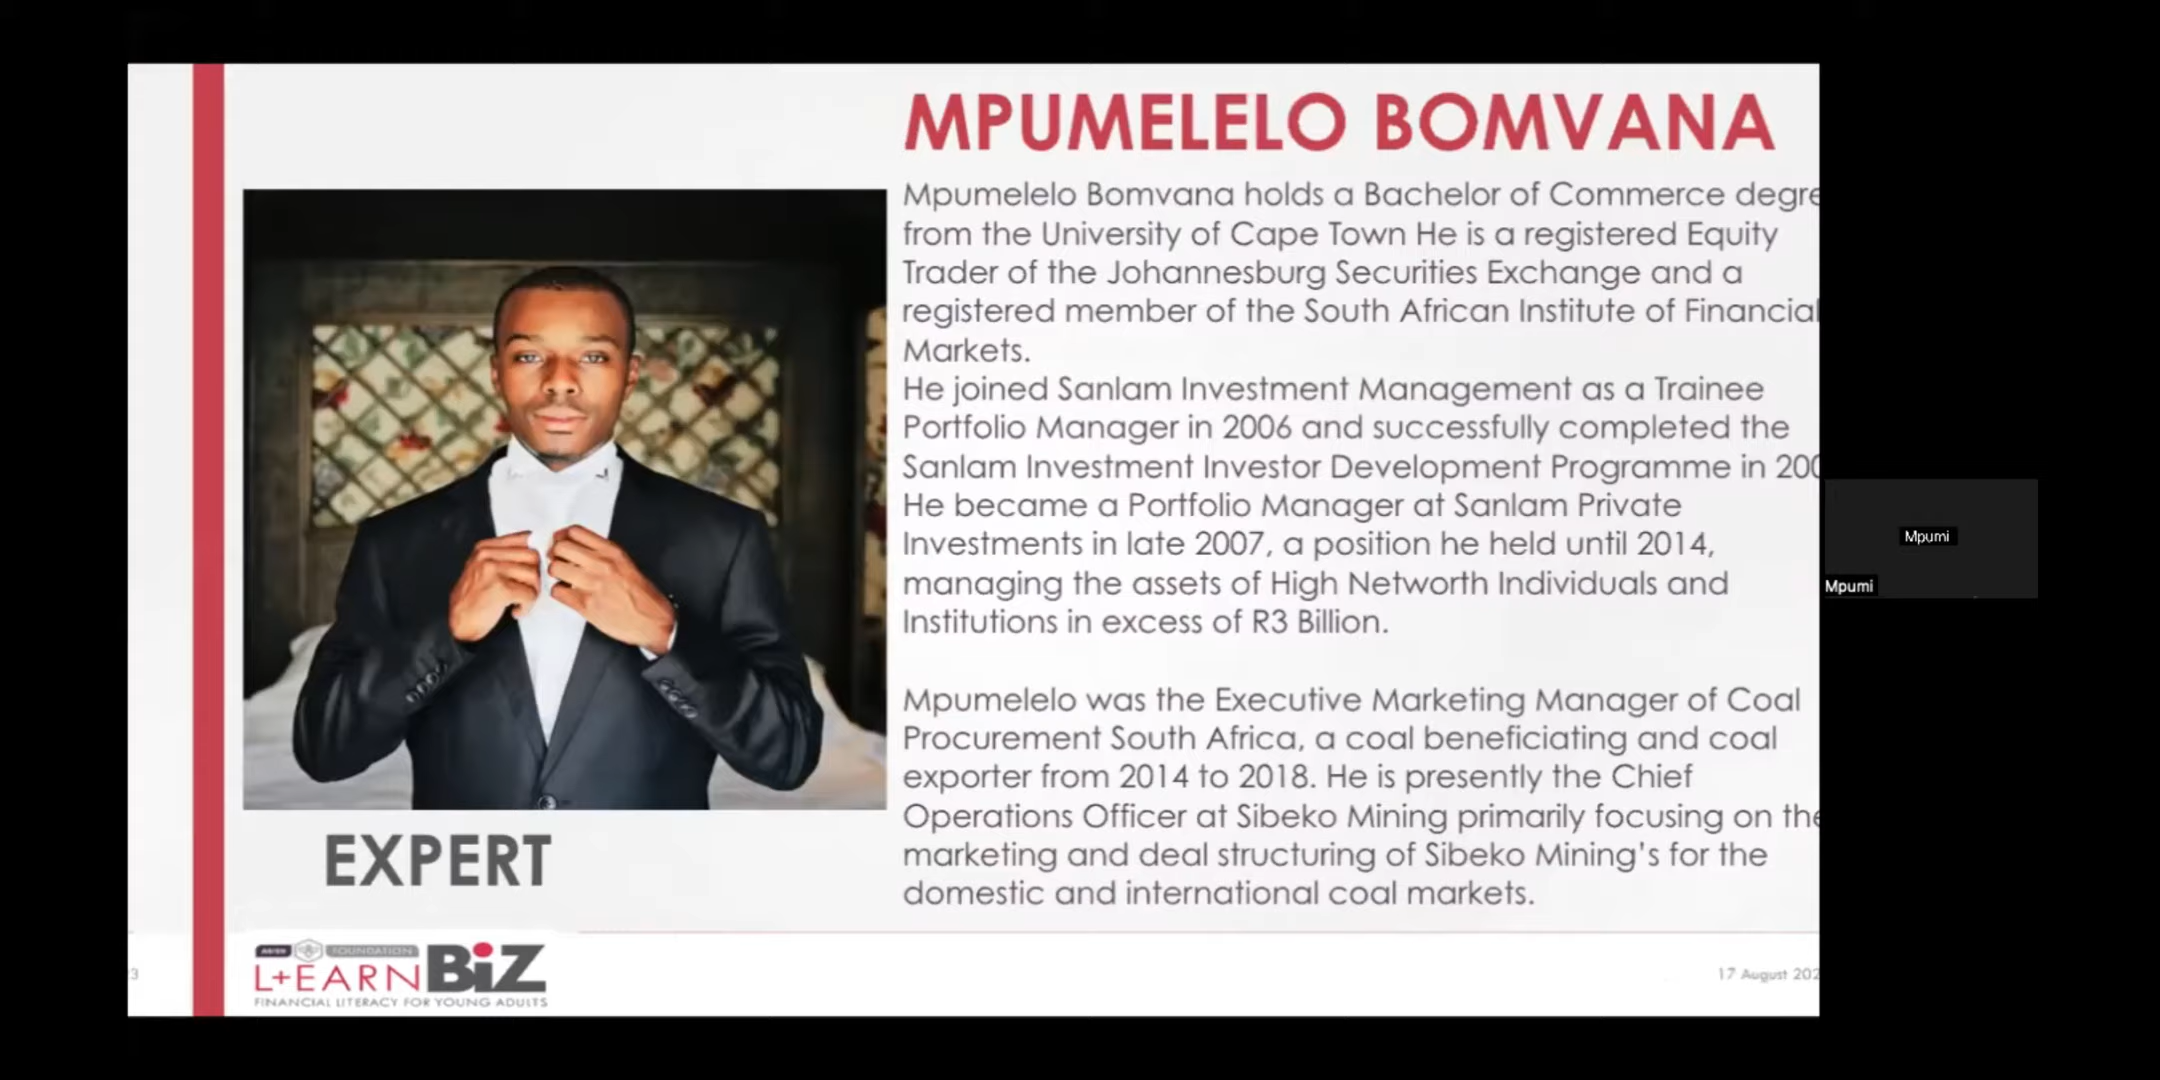 MPUMELELO BOMVANA
Mpumelelo Bomvana holds a Bachelor of Commerce degre
from the University of Cape Town He is a registered Equity
Trader of the Johannesburg Securities Exchange and a
registered member of the South African Institute of Financial
Markets.
He joined Sanlam Investment Management as a Trainee
Portfolio Manager in 2006 and successfully completed the
Sanlam Investment Investor Development Programme in 200
He became a Portfolio Manager at Sanlam Private
Investments in late 2007, a position he held until 2014,
managing the assets of High Networth Individuals and
Institutions in excess of R3 Billion.
Mpumelelo was the Executive Marketing Manager of Coal
Procurement South Africa, a coal beneficiating and coal
exporter from 2014 to 2018. He is presently the Chief
Operations Officer at Sibeko Mining primarily focusing on the
marketing and deal structuring of Sibeko Mining's for the
domestic and international coal markets.
EXPERT
FOUNDATION
L+EARN BiZ
FINANCIAL LITERACY FOR YOUNG ADULTS
3
17 August 202
Mpumi
Mpumi